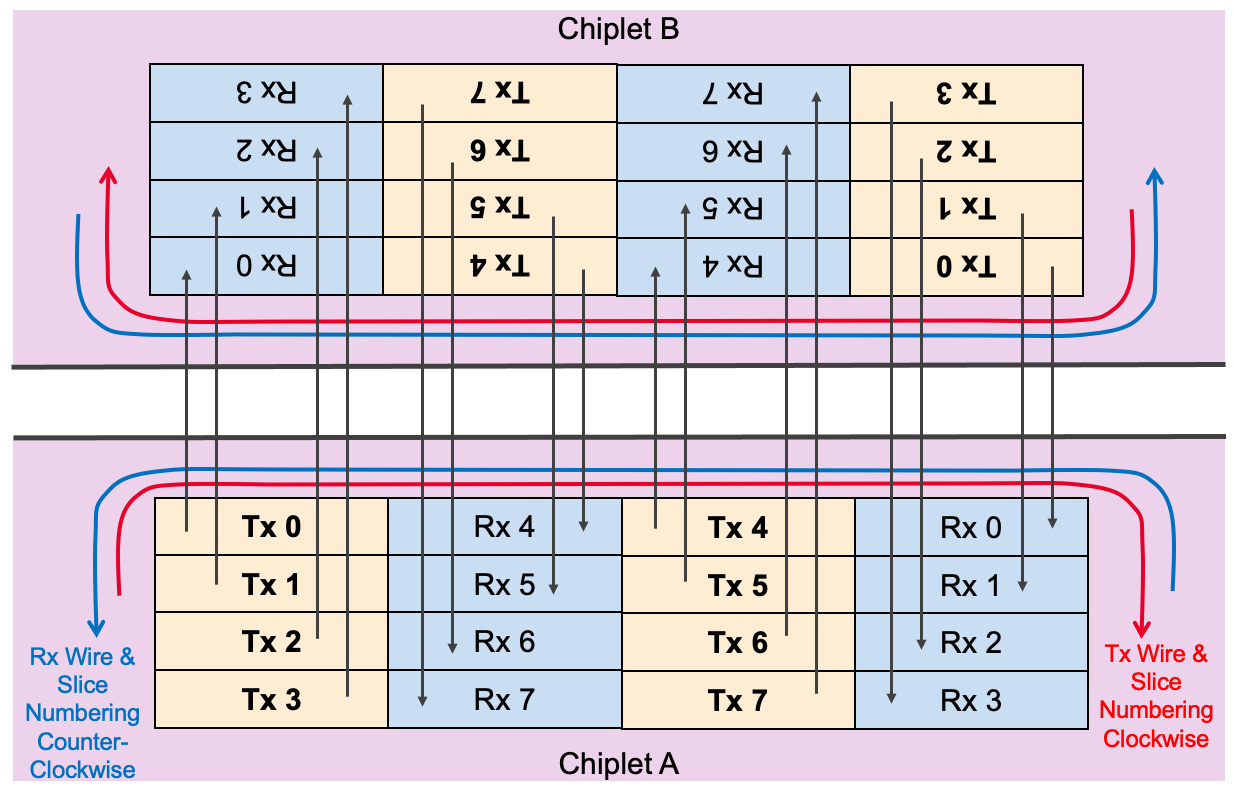 Chiplet B
Rx 3 Tx 7 Rx 7 Tx 3
Rx 2 Tx 6 Rx 6 Tx 2
Rx 1 Tx 5 Rx 5 Tx 1
Rx 0 Tx 4 Rx 4 Tx 0
Tx 0 Rx 4 Tx 4 Rx 0
Tx 1 Rx 5 Tx 5 Rx 1
Tx 2 Rx 6 Tx 6 Rx 2
Tx 3 Rx 7 Tx 7 Rx 3
Rx Wire &
Slice
Numbering
Counter-
Clockwise
Tx Wire &
Slice
Numbering
Clockwise
Chiplet A